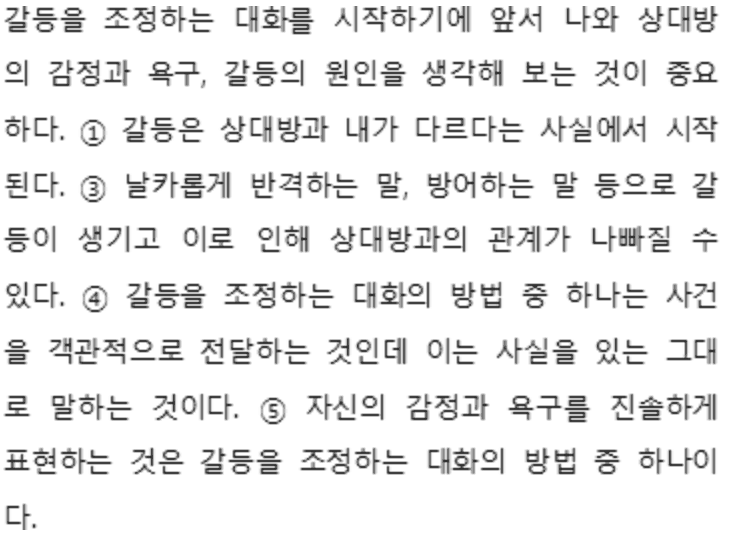 갈등을 조정하는 대화를 시작하기에 앞서 나와 상대방
의 감정과 욕구, 갈등의 원인을 생각해 보는 것이 중요
하다. ① 갈등은 상대방과 내가 다르다는 사실에서 시작
된다. ③ 날카롭게 반격하는 말, 방어하는 말 등으로 갈
등이 생기고 이로 인해 상대방과의 관계가 나빠질 수
있다. ④ 갈등을 조정하는 대화의 방법 중 하나는 사건
을 객관적으로 전달하는 것인데 이는 사실을 있는 그대
로 말하는 것이다. ⑤ 자신의 감정과 욕구를 진솔하게
표현하는 것은 갈등을 조정하는 대화의 방법 중 하나이
다.